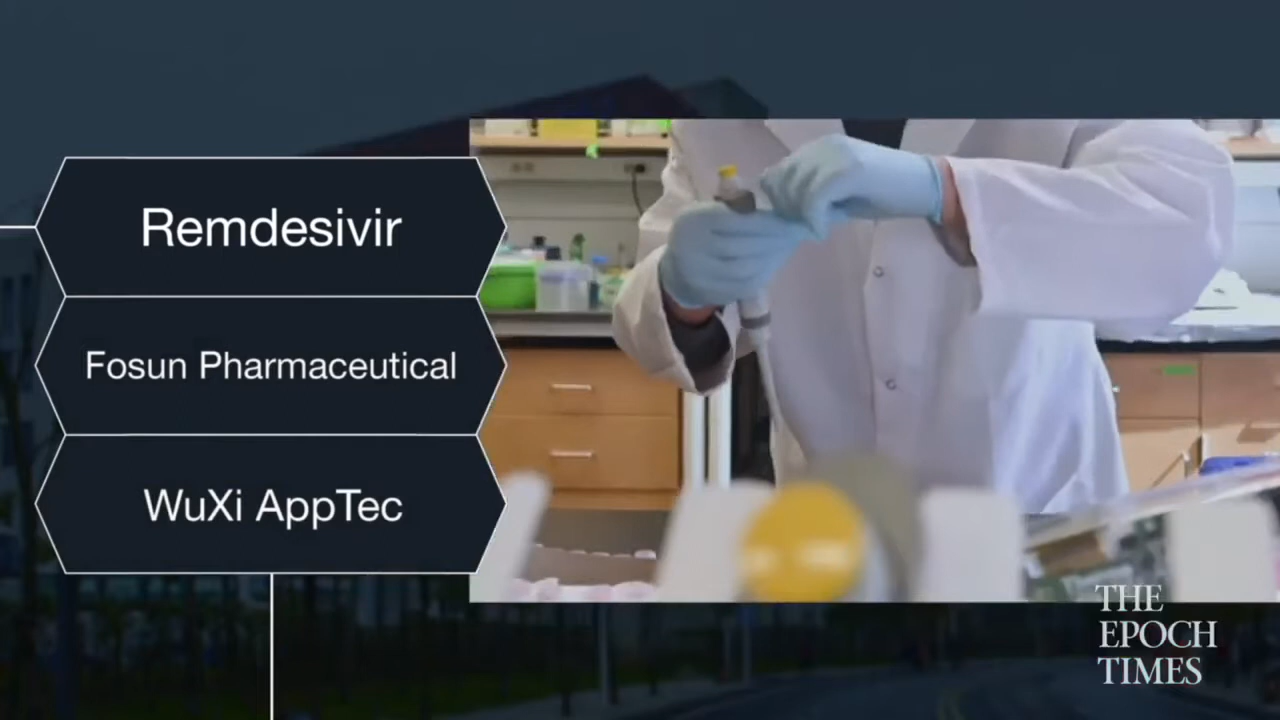 Remdesivir
Fosun Pharmaceutical
WuXi AppTec
THE
EPOCH
TIMES